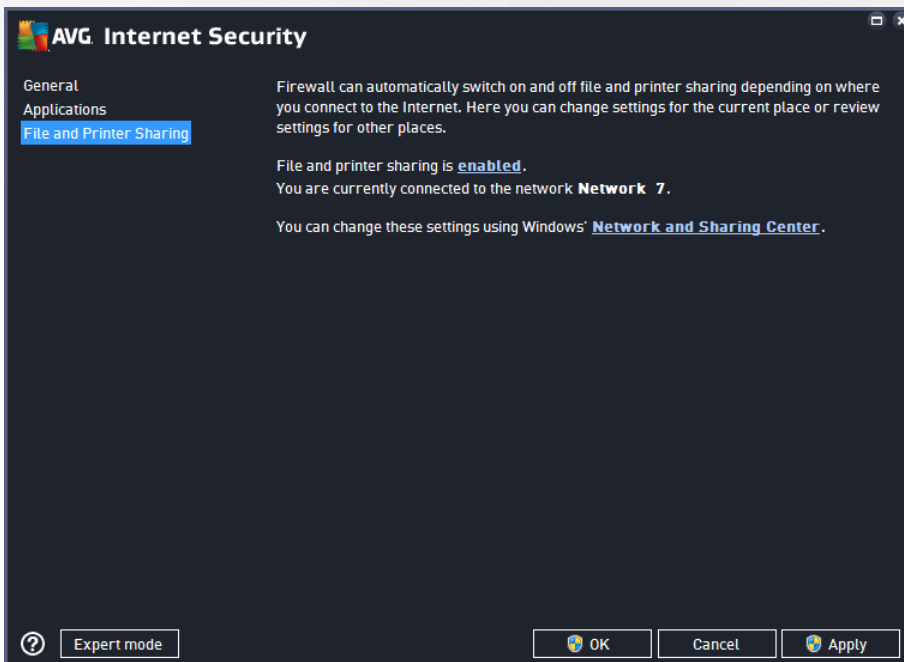 AVG Internet Security
General
Applications
File and Printer Sharing
Firewall can automatically switch on and off file and printer sharing depending on where
you connect to the Internet. Here you can change settings for the current place or review
settings for other places.
File and printer sharing is enabled.
You are currently connected to the network Network 7.
You can change these settings using Windows' Network and Sharing Center.
? Expert mode
OK
Cancel
Apply